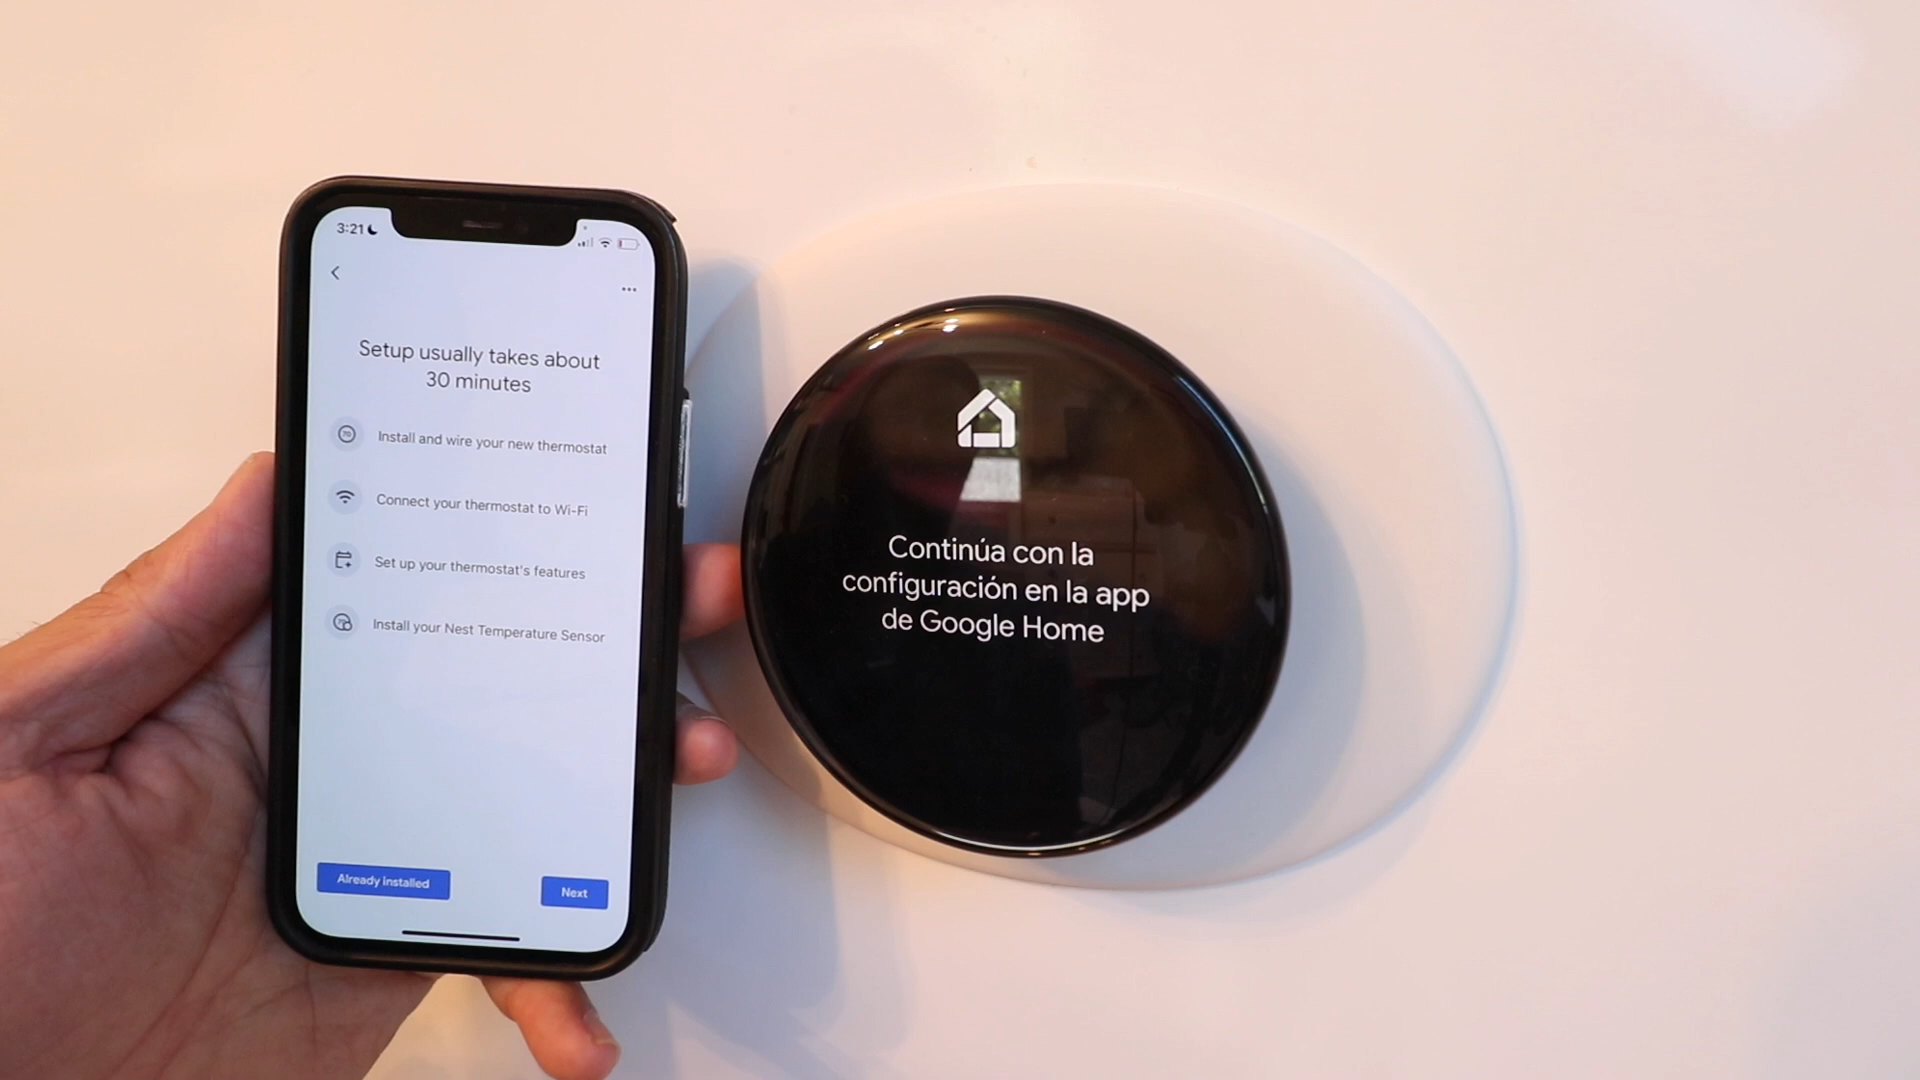 3:21
Setup usually takes about
30 minutes
Install and wire your new thermostat
Connect your thermostat to Wi-Fi
Set up your thermostat's features
Install your Nest Temperature Sensor
Already installed
Next
Continúa con la
configuración en la app
de Google Home